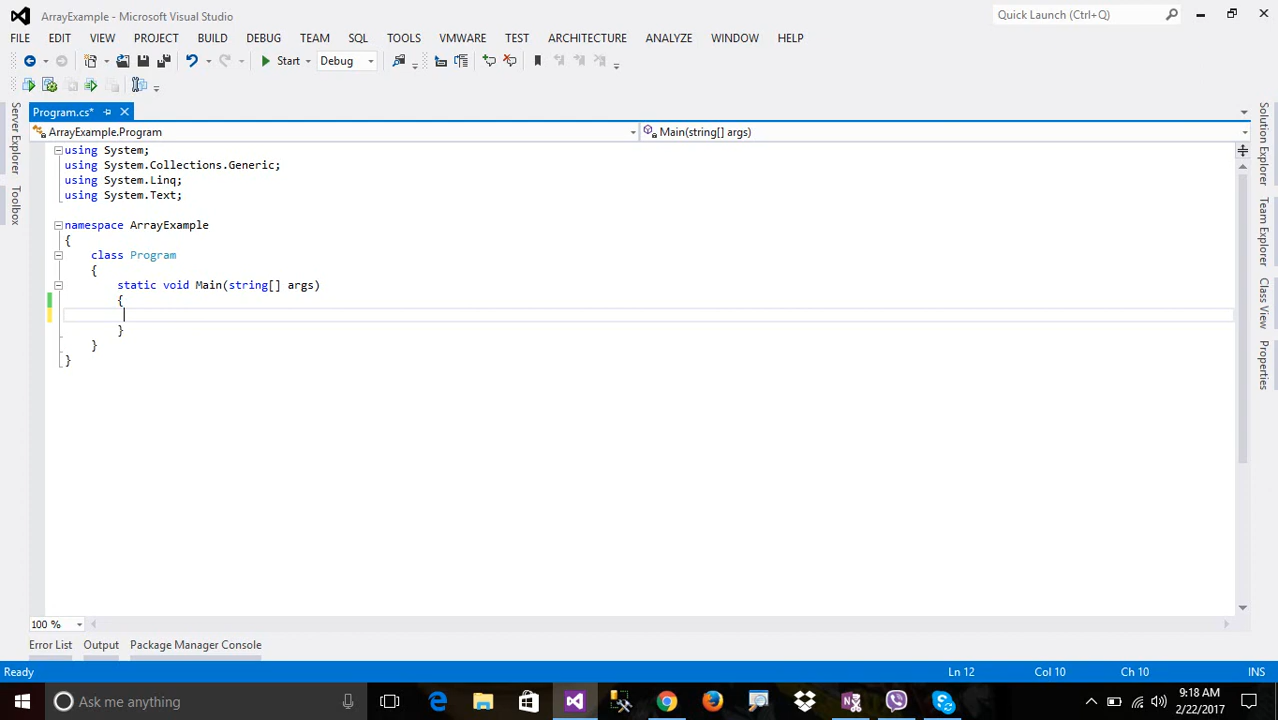 ArrayExample - Microsoft Visual Studio
Quick Launch (Ctrl+Q)
FILE EDIT VIEW PROJECT BUILD DEBUG TEAM SQL TOOLS VMWARE TEST ARCHITECTURE ANALYZE WINDOW HELP
Start Debug
Program.cs*
ArrayExample.Program
Main(string[] args)
Server Explorer
Toolbox
using System;
using System.Collections.Generic;
using System.Linq;
using System.Text;
namespace ArrayExample
{
class Program
{
static void Main(string[] args)
{
}
}
}
Solution Explorer
Team Explorer
Class View
Properties
100 %
Error List Output Package Manager Console
Ready Ln 12 Col 10 Ch 10 INS
Ask me anything
9:18 AM
2/22/2017